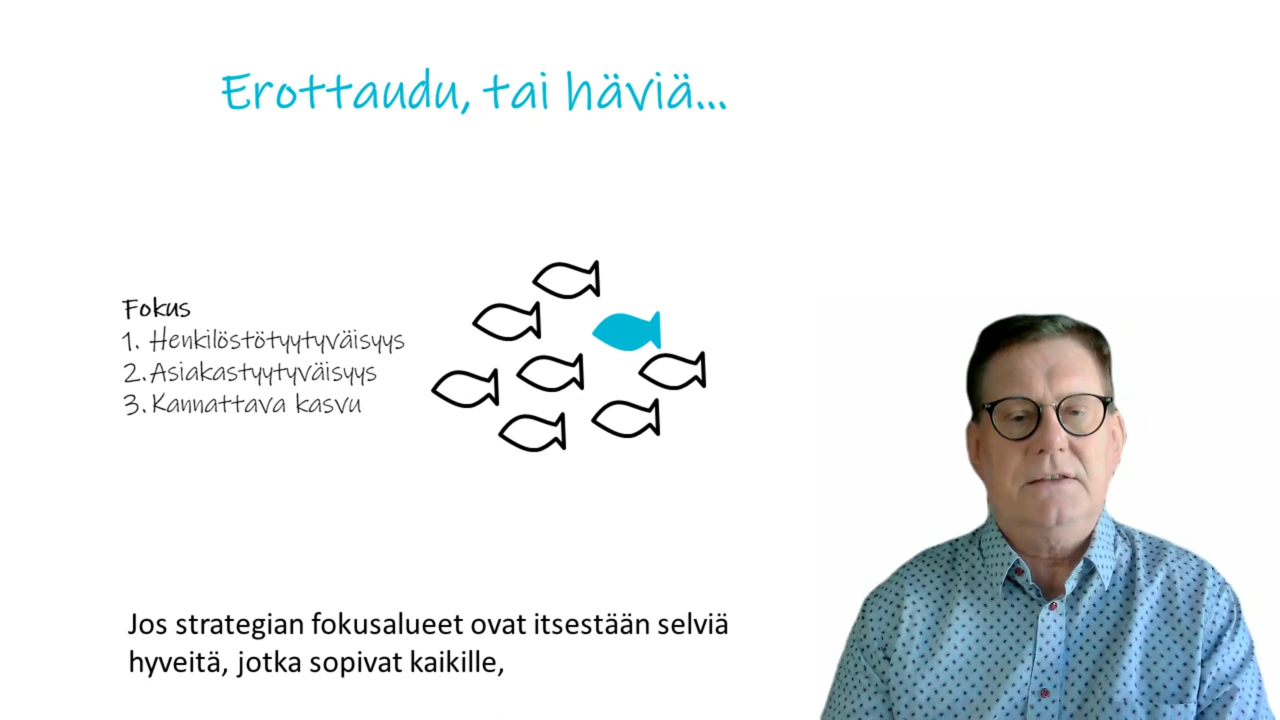 Erottaudu, tai häviä...
Fokus
1. Henkilöstötyytyväisyys
2. Asiakastyytyväisyys
3. Kannattava kasvu
Jos strategian fokusalueet ovat itsestään selviä
hyveitä, jotka sopivat kaikille,